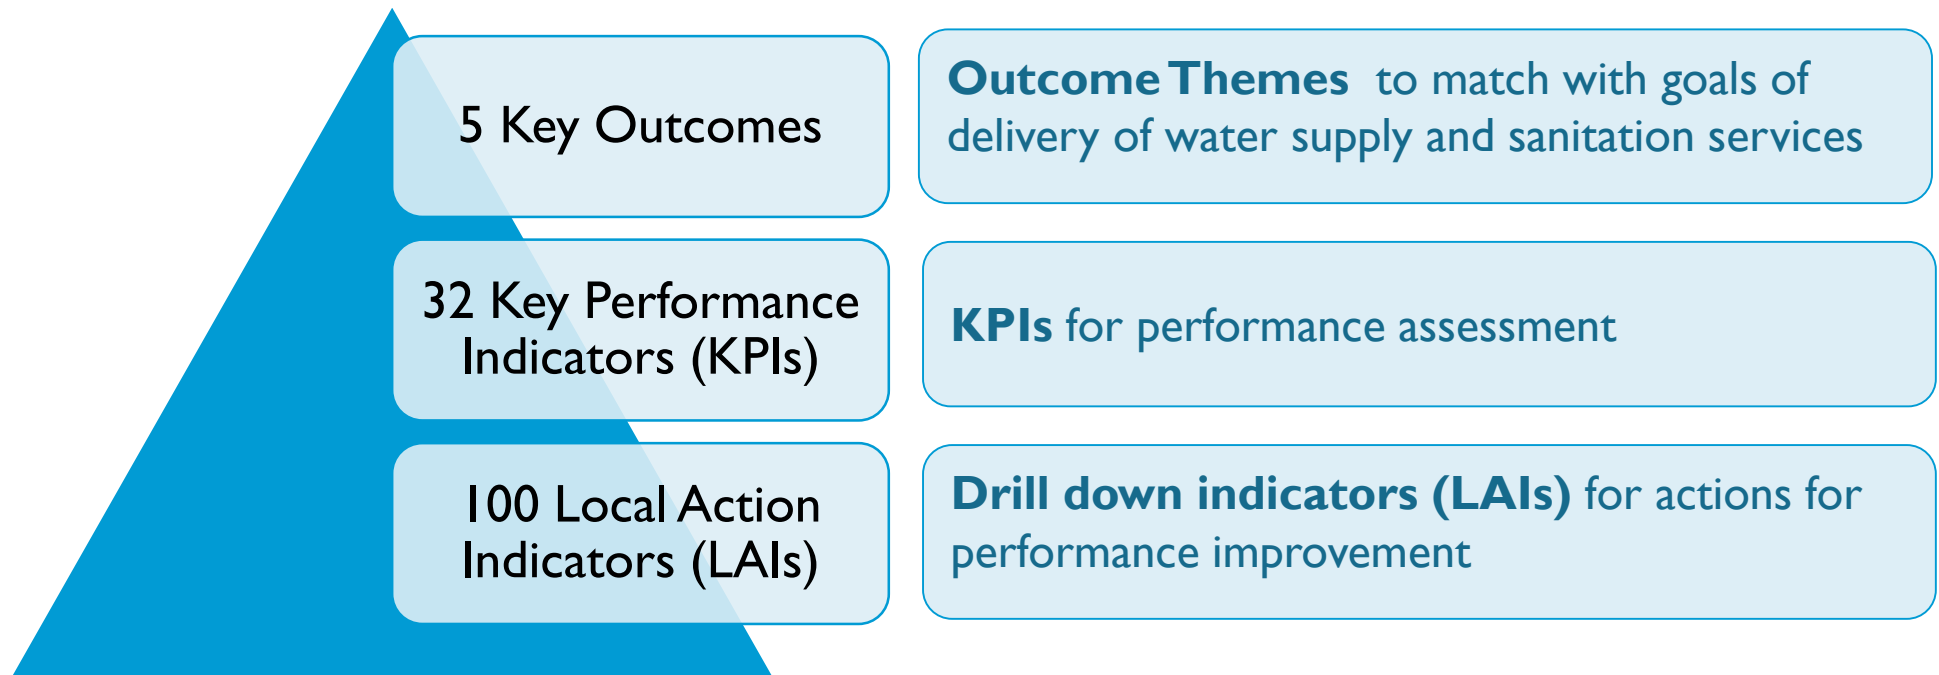 5 Key Outcomes
Outcome Themes to match with goals of
delivery of water supply and sanitation services
32 Key Performance
Indicators (KPIs)
KPIs for performance assessment
100 Local Action
Indicators (LAIs)
Drill down indicators (LAIs) for actions for
performance improvement